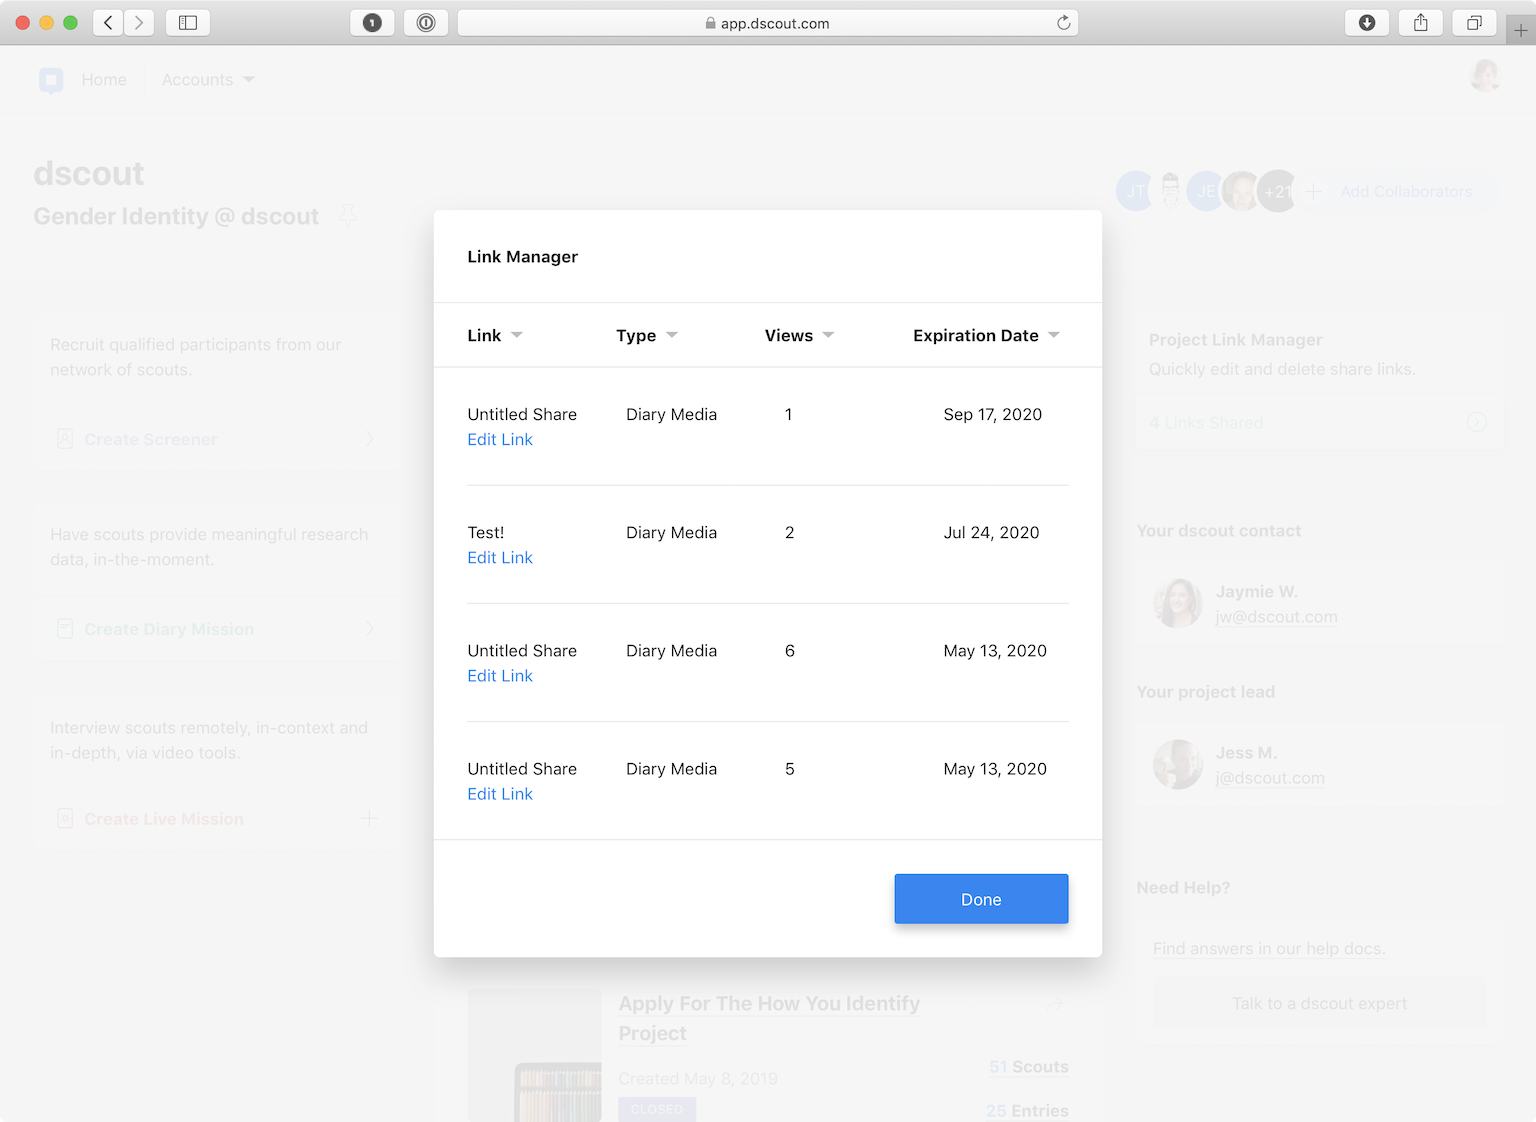 1
app.dscout.com
Home
Accounts
dscout
Gender Identity @ dscout
JT
JE
+21
Add Collaborators
Recruit qualified participants from our
network of scouts.
Create Screener
Have scouts provide meaningful research
data, in-the-moment.
Create Diary Mission
Interview scouts remotely, in-context and
in-depth, via video tools.
Create Live Mission
Link Manager
Link
Type
Views
Expiration Date
Untitled Share
Diary Media
1
Sep 17, 2020
Edit Link
Test!
Diary Media
2
Jul 24, 2020
Edit Link
Untitled Share
Diary Media
6
May 13, 2020
Edit Link
Untitled Share
Diary Media
5
May 13, 2020
Edit Link
Done
Apply For The How You Identify
Project
Created May 8, 2019
CLOSED
51 Scouts
25 Entries
Project Link Manager
Quickly edit and delete share links.
4 Links Shared
Your dscout contact
Jaymie W.
jw@dscout.com
Your project lead
Jess M.
j@dscout.com
Need Help?
Find answers in our help docs.
Talk to a dscout expert